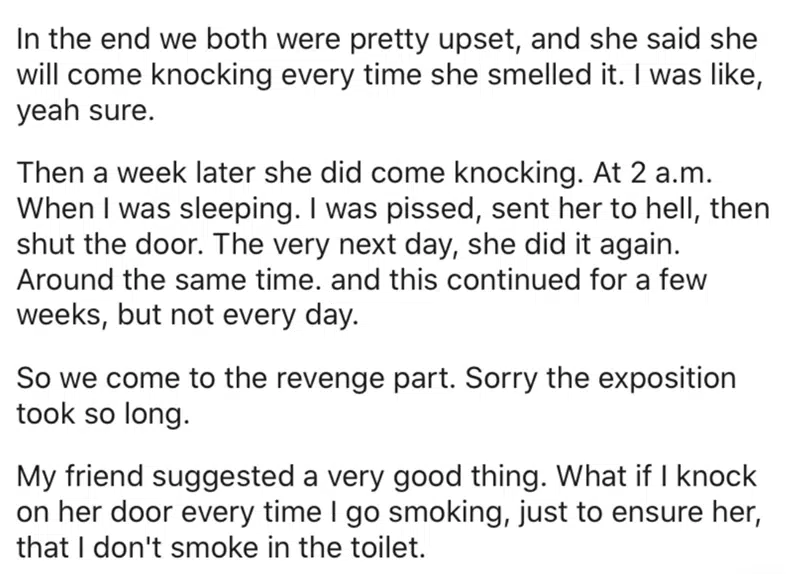 In the end we both were pretty upset, and she said she
will come knocking every time she smelled it. I was like,
yeah sure.
Then a week later she did come knocking. At 2 a.m.
When I was sleeping. I was pissed, sent her to hell, then
shut the door. The very next day, she did it again.
Around the same time. and this continued for a few
weeks, but not every day.
So we come to the revenge part. Sorry the exposition
took so long.
My friend suggested a very good thing. What if I knock
on her door every time I go smoking, just to ensure her,
that I don't smoke in the toilet.